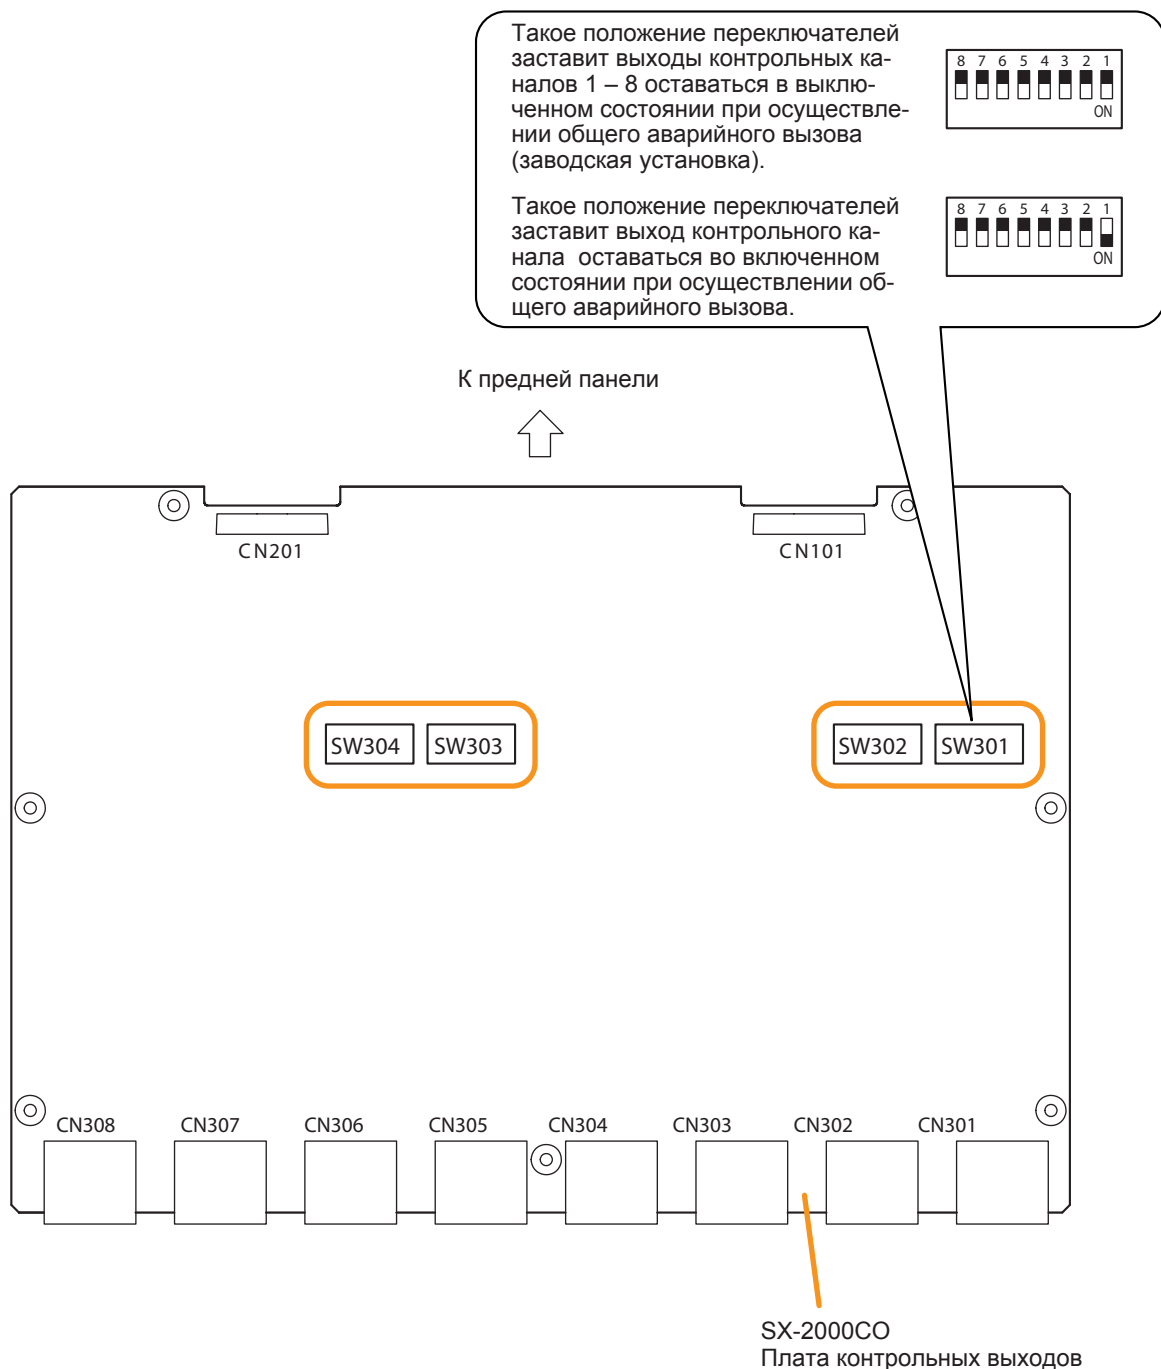 Такое положение переключателей
заставит выходы контрольных ка-
налов 1 – 8 оставаться в выклю-
ченном состоянии при осуществле-
нии общего аварийного вызова
(заводская установка).
8 7 6 5 4 3 2 1
ON
Такое положение переключателей
заставит выход контрольного ка-
нала оставаться во включенном
состоянии при осуществлении об-
щего аварийного вызова.
8 7 6 5 4 3 2 1
ON
К предней панели
CN201
CN101
SW304
SW303
SW302
SW301
CN308
CN307
CN306
CN305
CN304
CN303
CN302
CN301
SX-2000CO
Плата контрольных выходов